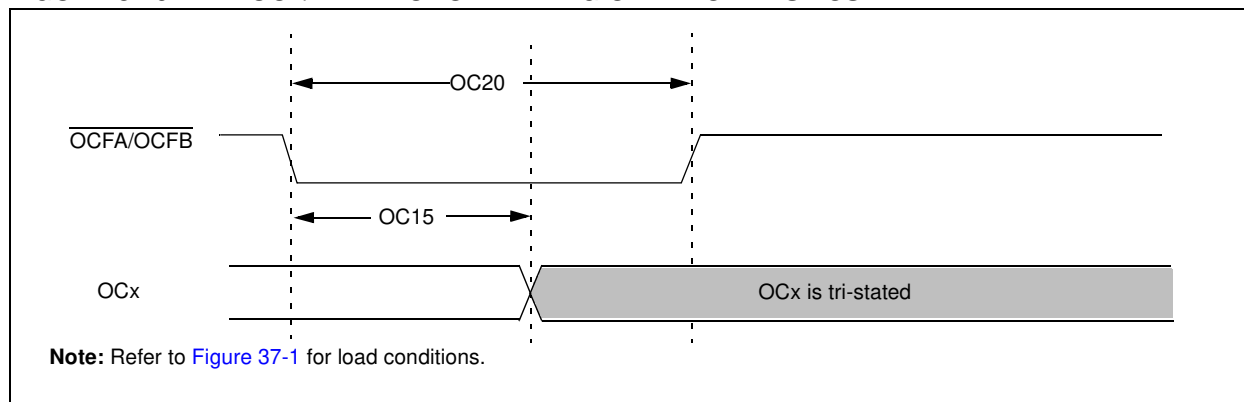 OC20
OCFA/OCFB
OC15
OCx
OCx is tri-stated
Note: Refer to Figure 37-1 for load conditions.